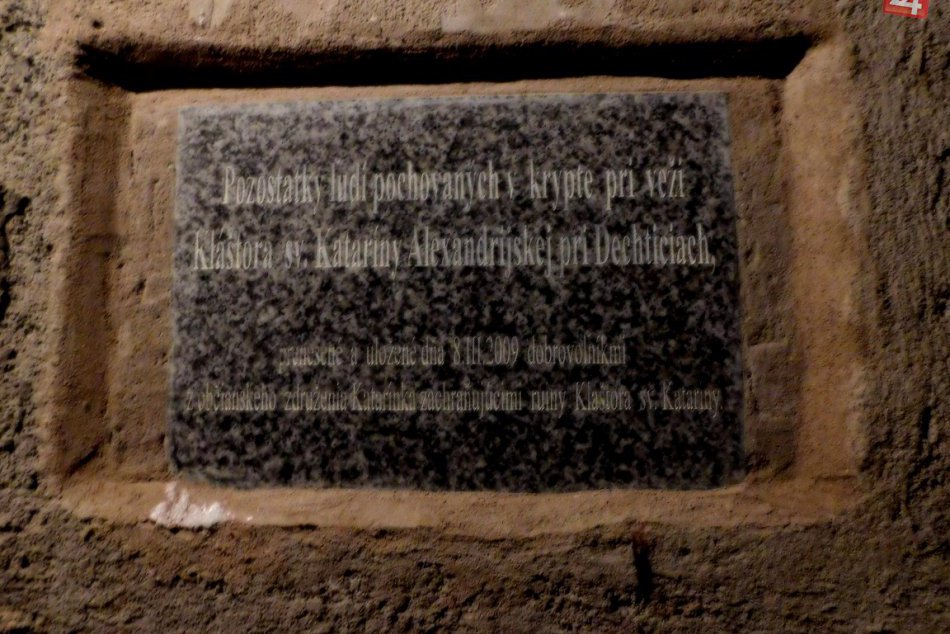 Pozostatky ľudí pochovaných v krypte pri veži
Kláštora sv. Kataríny Alexandrijskej pri Dechticiach,
prenesené a uložené dňa 8.III.2009 dobrovoľníkmi
z občianskeho združenia Katarínka zachraňujúcimi ruiny Kláštora sv. Kataríny.
24